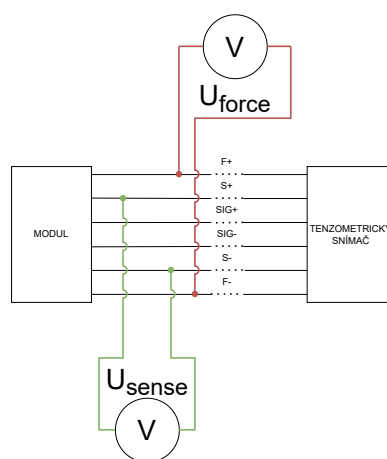 V
Uforce
F+
S+
SIG+
SIG-
S-
F-
MODUL
TENZOMETRICKÝ
SNÍMAČ
Usense
V